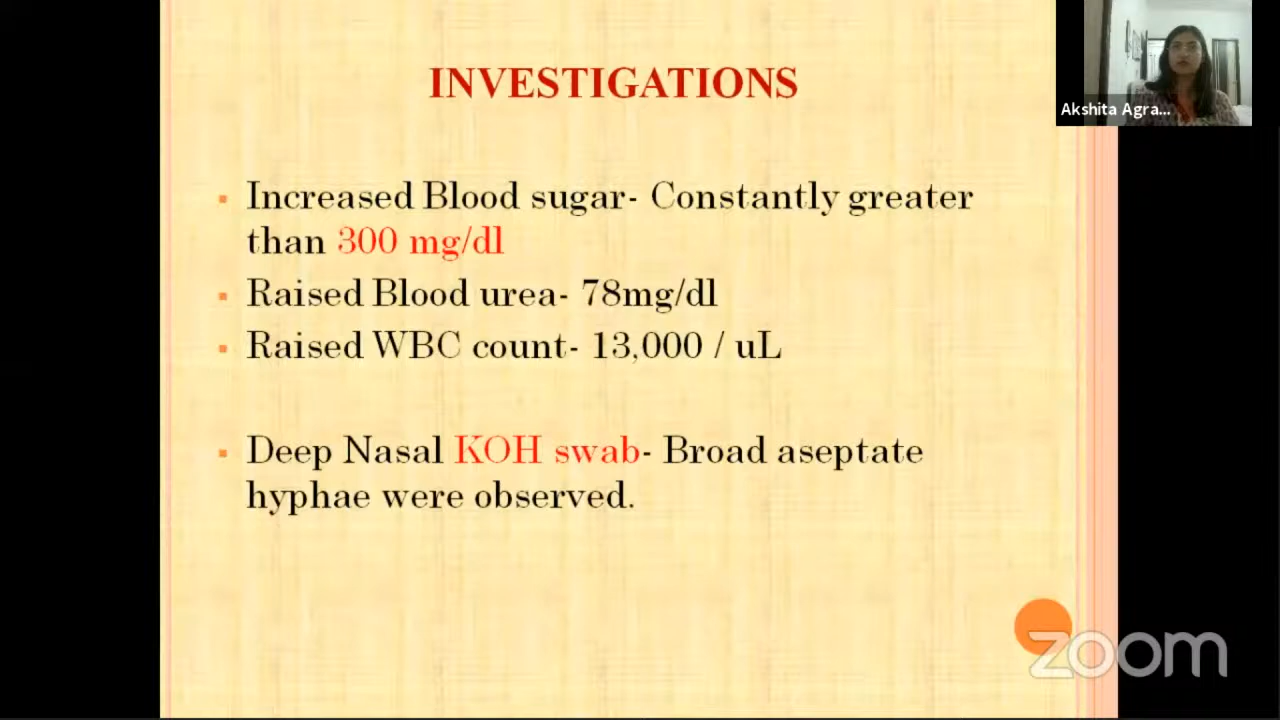 INVESTIGATIONS
Akshita Agra...
▪ Increased Blood sugar- Constantly greater
than 300 mg/dl
▪ Raised Blood urea- 78mg/dl
▪ Raised WBC count- 13,000 / uL
▪ Deep Nasal KOH swab- Broad aseptate
hyphae were observed.
zoom